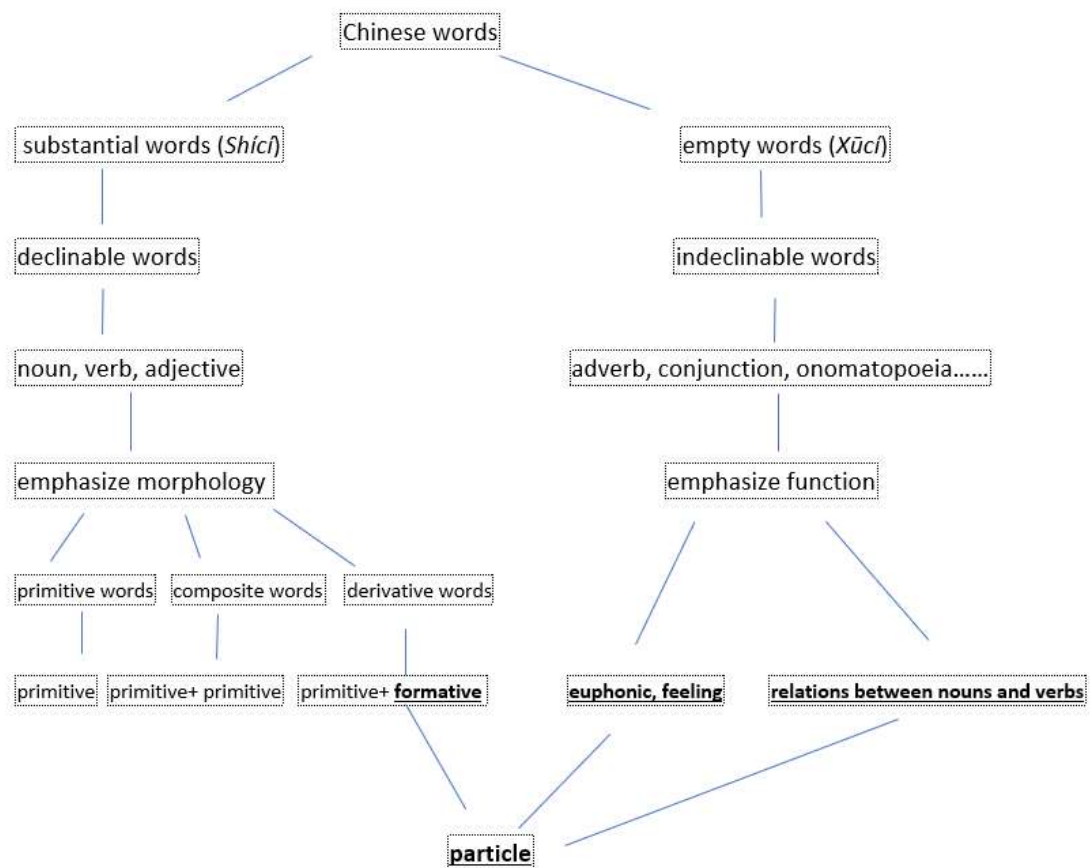 Chinese words
substantial words (Shící)
empty words (Xūcí)
declinable words
indeclinable words
noun, verb, adjective
adverb, conjunction, onomatopoeia……
emphasize morphology
emphasize function
primitive words
composite words
derivative words
primitive
primitive+ primitive
primitive+ formative
euphonic, feeling
relations between nouns and verbs
particle